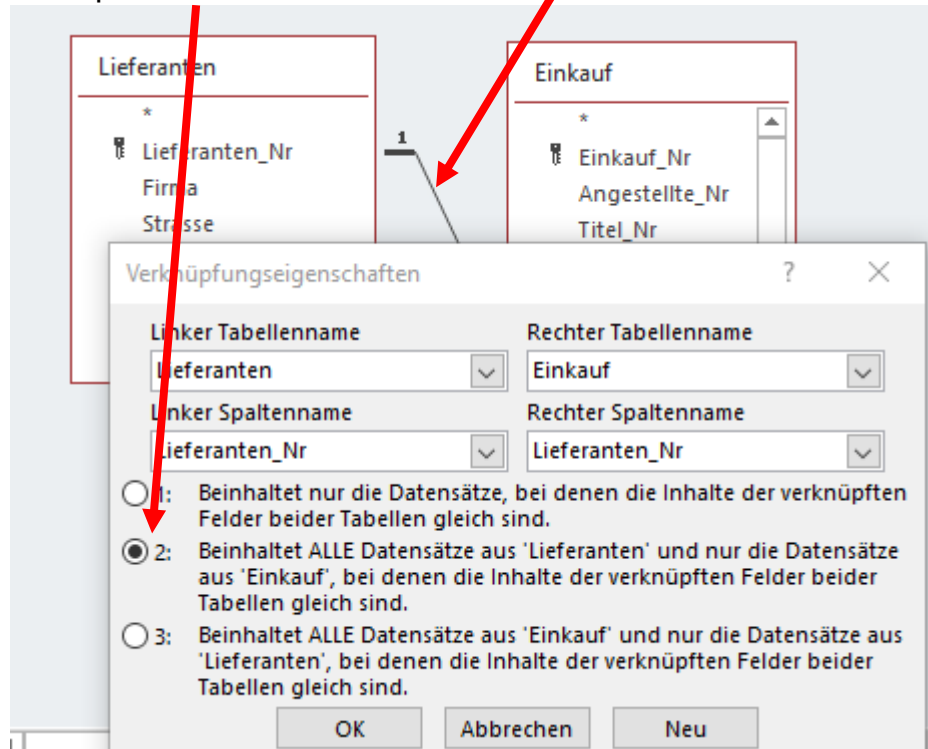 Lieferanten
*
Lieferanten_Nr
Firma
Strasse
1
Einkauf
*
Einkauf_Nr
Angestellte_Nr
Titel_Nr
Verknüpfungseigenschaften ? ×
Linker Tabellenname
Lieferanten
Rechter Tabellenname
Einkauf
Linker Spaltenname
Lieferanten_Nr
Rechter Spaltenname
Lieferanten_Nr
1: Beinhaltet nur die Datensätze, bei denen die Inhalte der verknüpften
Felder beider Tabellen gleich sind.
2: Beinhaltet ALLE Datensätze aus 'Lieferanten' und nur die Datensätze
aus 'Einkauf', bei denen die Inhalte der verknüpften Felder beider
Tabellen gleich sind.
3: Beinhaltet ALLE Datensätze aus 'Einkauf' und nur die Datensätze aus
'Lieferanten', bei denen die Inhalte der verknüpften Felder beider
Tabellen gleich sind.
OK Abbrechen Neu